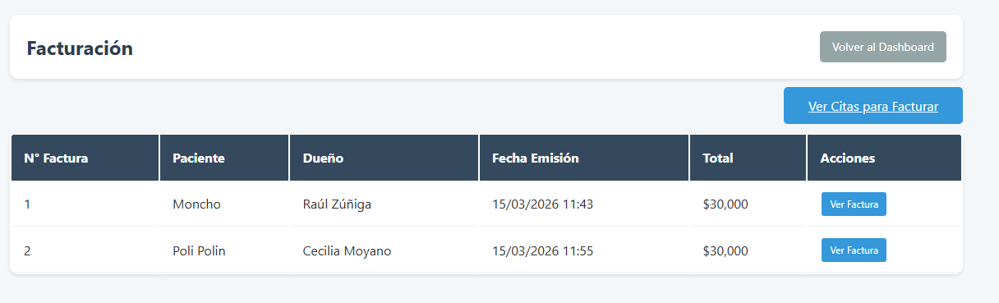 Facturación
Volver al Dashboard
Ver Citas para Facturar
N° Factura Paciente Dueño Fecha Emisión Total Acciones
1 Moncho Raúl Zúñiga 15/03/2026 11:43 $30,000 Ver Factura
2 Poli Polin Cecilia Moyano 15/03/2026 11:55 $30,000 Ver Factura